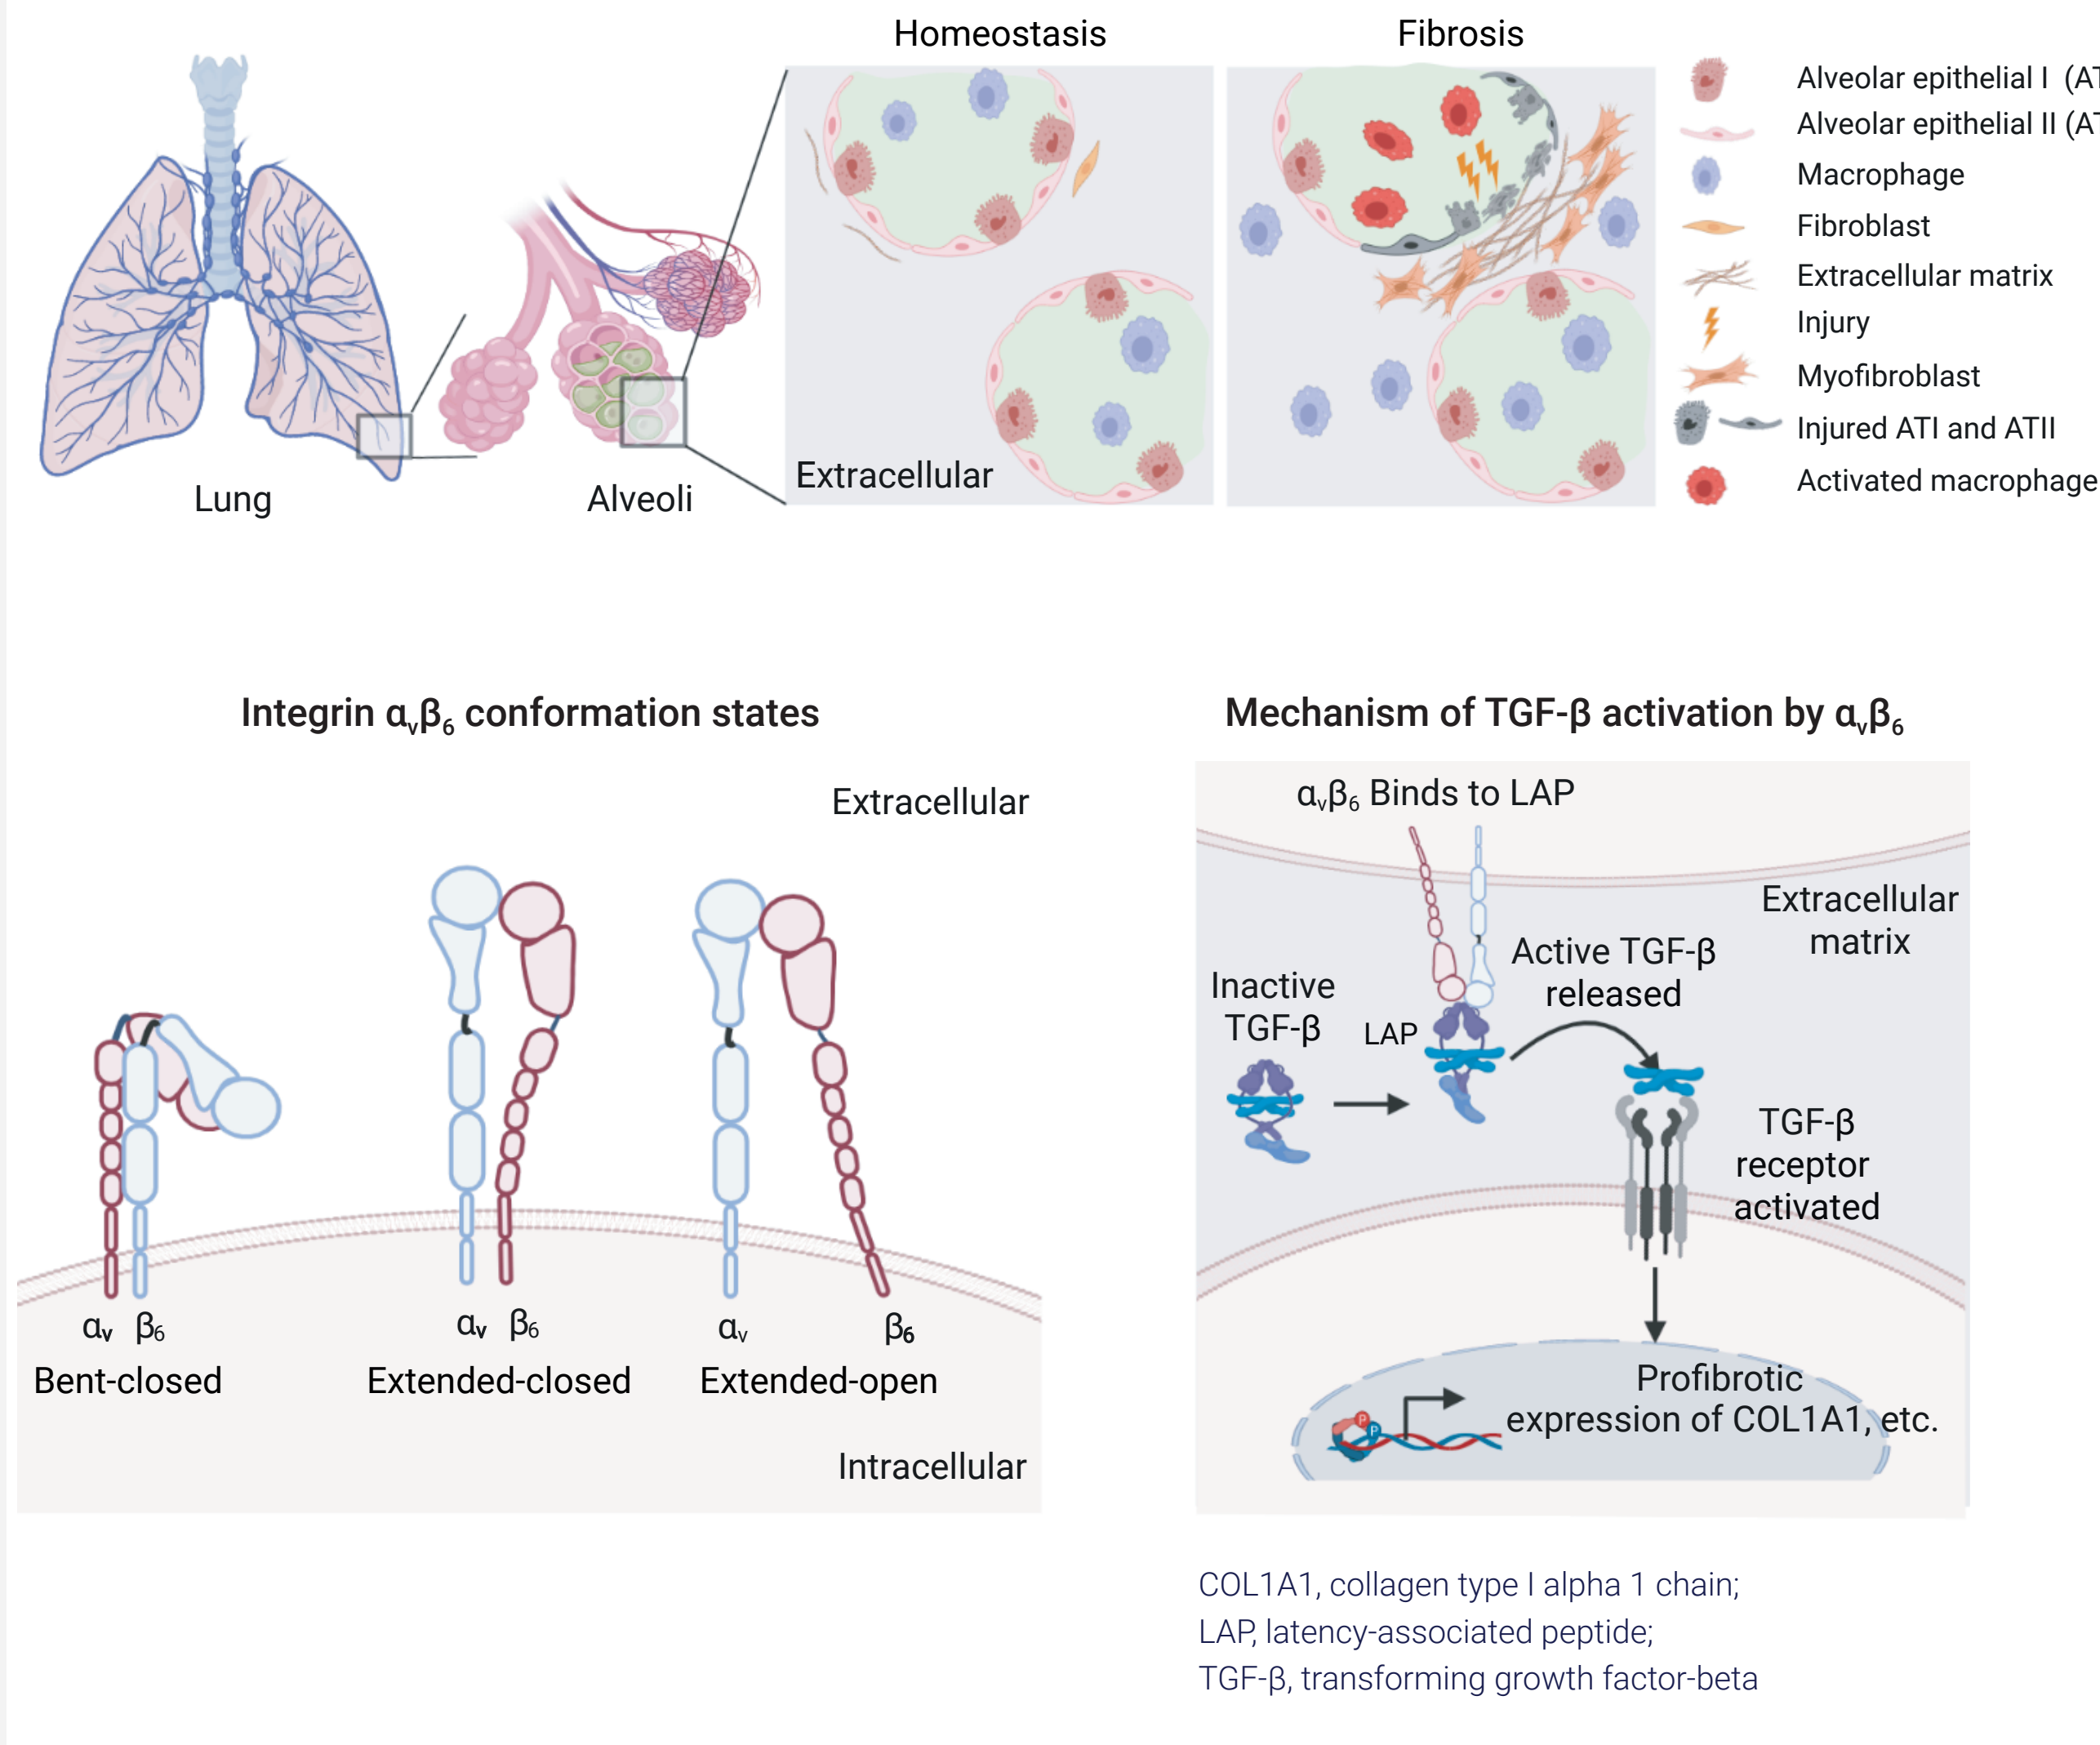 Homeostasis
Fibrosis
Alveolar epithelial I (AT
Alveolar epithelial II (AT
Macrophage
Fibroblast
Extracellular matrix
Injury
Myofibroblast
Injured ATI and ATII
Activated macrophage
Extracellular
Lung
Alveoli
Integrin αvβ6 conformation states
Extracellular
αv β6
αv β6
αv
β6
Bent-closed
Extended-closed
Extended-open
Intracellular
Mechanism of TGF-β activation by αvβ6
αvβ6 Binds to LAP
Extracellular
matrix
Active TGF-β
released
Inactive
TGF-β
LAP
TGF-β
receptor
activated
Profibrotic
expression of COL1A1, etc.
P
P
COL1A1, collagen type I alpha 1 chain;
LAP, latency-associated peptide;
TGF-β, transforming growth factor-beta